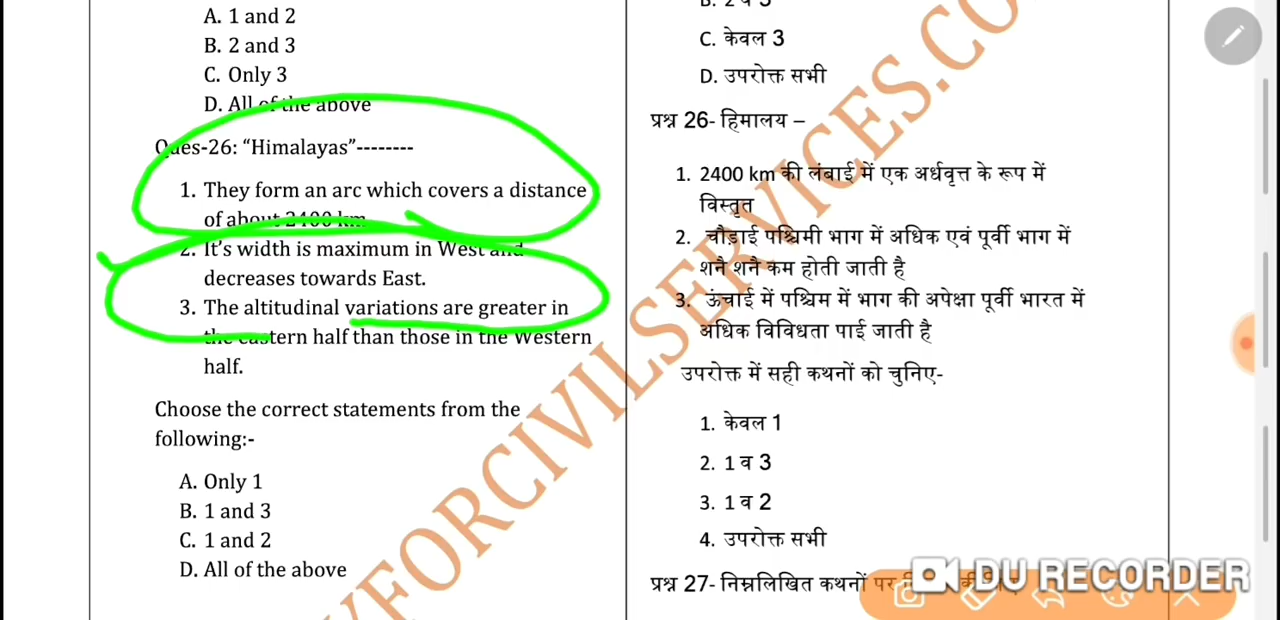 A. 1 and 2
B. 2 and 3
C. Only 3
D. All of the above
Ques-26: “Himalayas”--------
1. They form an arc which covers a distance
of about 2400 km
2. It's width is maximum in West and
decreases towards East.
3. The altitudinal variations are greater in
the eastern half than those in the Western
half.
Choose the correct statements from the
following:-
A. Only 1
B. 1 and 3
C. 1 and 2
D. All of the above
B. 2 व 3
C. केवल 3
D. उपरोक्त सभी
प्रश्न 26- हिमालय –
1. 2400 km की लंबाई में एक अर्धवृत्त के रूप में
विस्तृत
2. चौड़ाई पश्चिमी भाग में अधिक एवं पूर्वी भाग में
शनै शनै कम होती जाती है
3. ऊंचाई में पश्चिम में भाग की अपेक्षा पूर्वी भारत में
अधिक विविधता पाई जाती है
उपरोक्त में सही कथनों को चुनिए-
1. केवल 1
2. 1 व 3
3. 1 व 2
4. उपरोक्त सभी
प्रश्न 27- निम्नलिखित कथनों पर
KFORCIVILSERVICES.CO
DU RECORDER